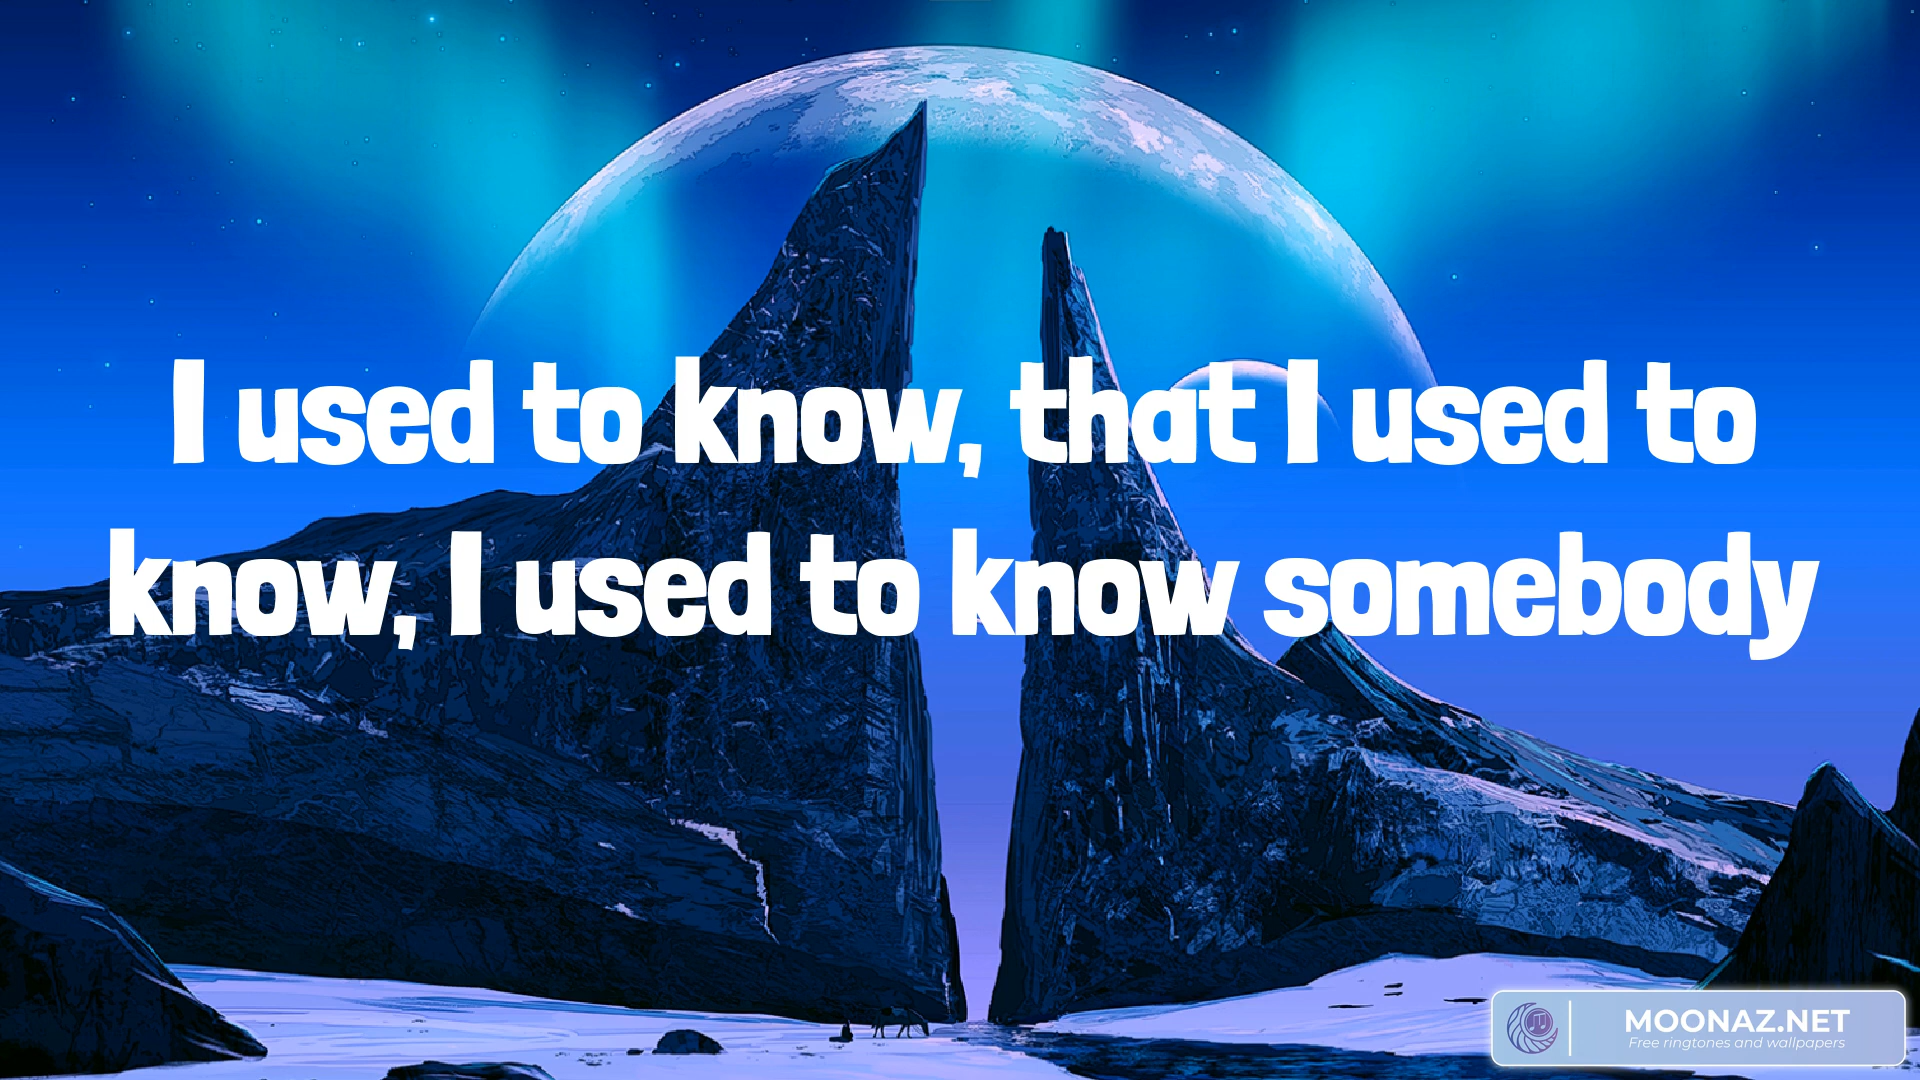 I used to know, that I used to
know, I used to know somebody
MOONAZ.NET
Free ringtones and wallpapers